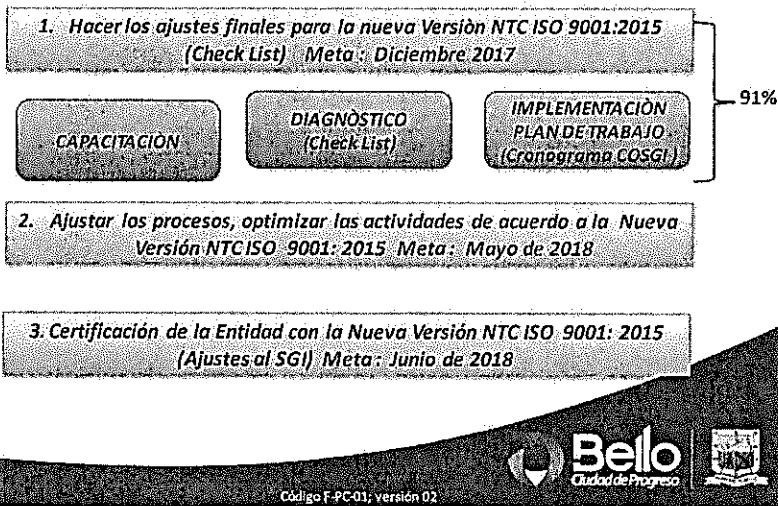 1. Hacer los ajustes finales para la nueva Versiòn NTC ISO 9001:2015
(Check List) Meta : Diciembre 2017
91%
CAPACITACIÒN
DIAGNÒSTICO
(Check List)
IMPLEMENTACIÒN
PLAN DE TRABAJO
(Cronograma COSGI )
2. Ajustar los procesos, optimizar las actividades de acuerdo a la Nueva
Versión NTC ISO 9001: 2015 Meta : Mayo de 2018
3. Certificación de la Entidad con la Nueva Versión NTC ISO 9001: 2015
(Ajustes al SGI) Meta : Junio de 2018
Bello
Ciudad de Progreso
Código F-PC-01; versión 02